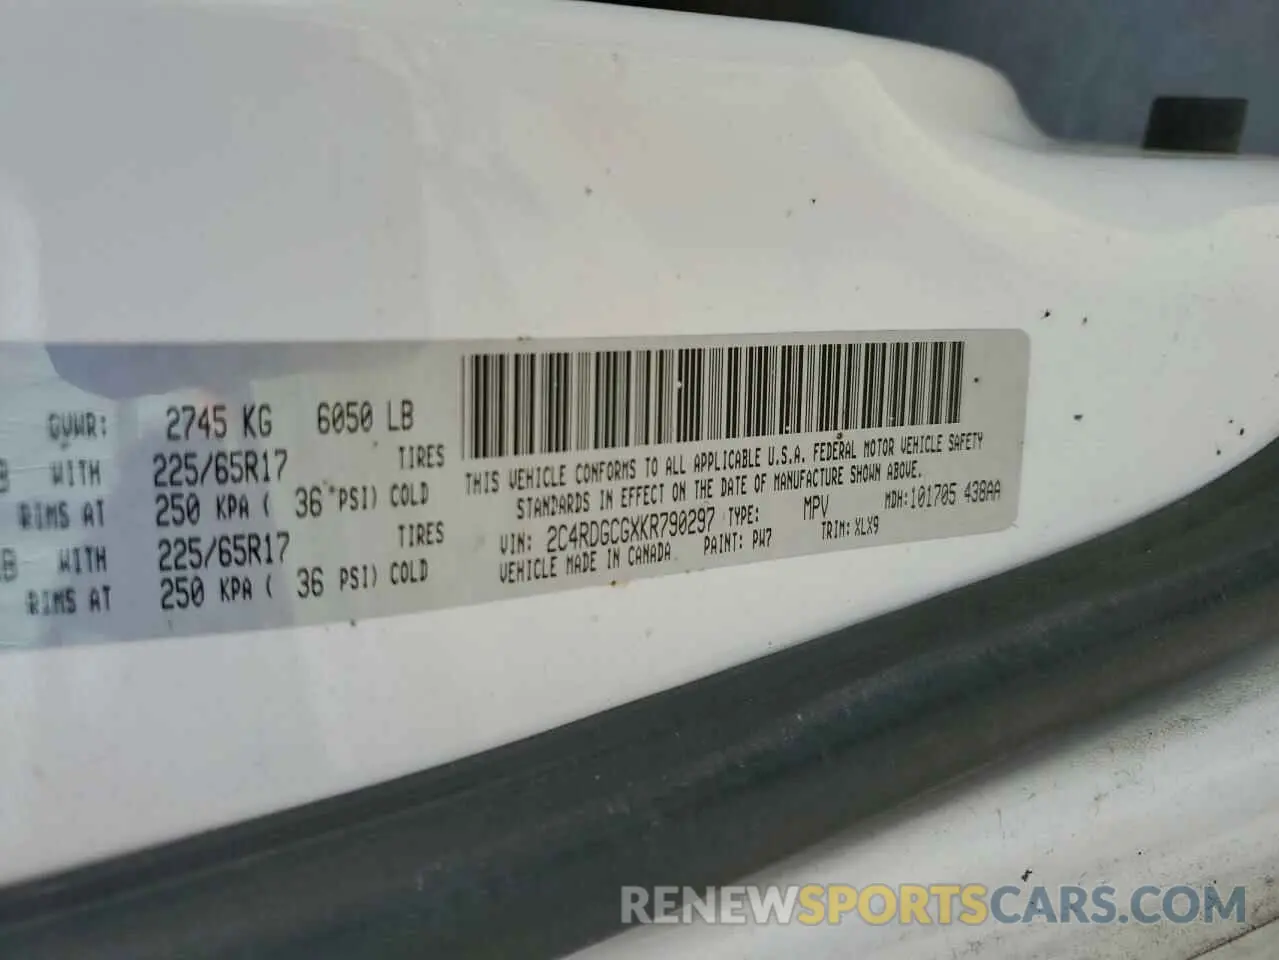 GVWR: 2745 KG 6050 LB
B WITH 225/65R17 TIRES
RIMS AT 250 KPA ( 36 PSI) COLD
B WITH 225/65R17 TIRES
RIMS AT 250 KPA ( 36 PSI) COLD
THIS VEHICLE CONFORMS TO ALL APPLICABLE U.S.A. FEDERAL MOTOR VEHICLE SAFETY
STANDARDS IN EFFECT ON THE DATE OF MANUFACTURE SHOWN ABOVE.
MDH:101705 438AA
VIN: 2C4RDGCGXKR790297 TYPE: MPV
VEHICLE MADE IN CANADA PAINT: PW7 TRIM: XLX9
RENEWSPORTSCARS.COM